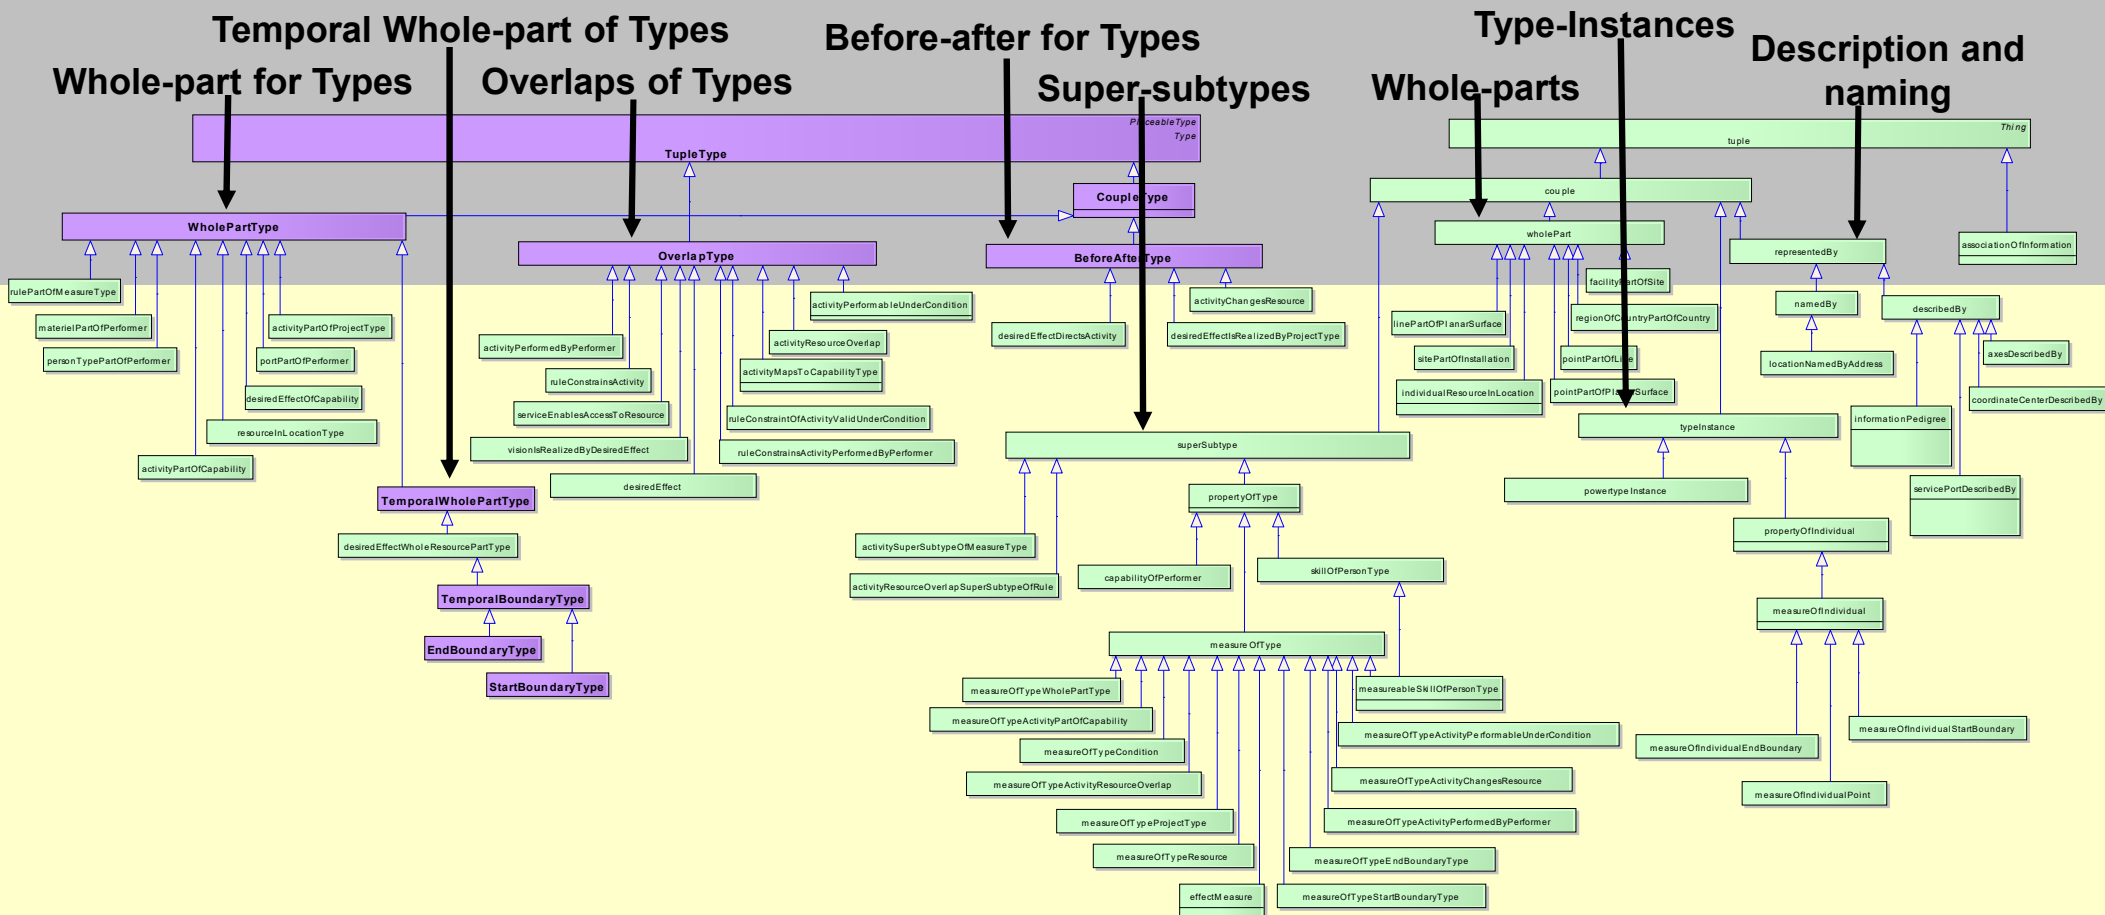 Temporal Whole-part of Types
Before-after for Types
Type-Instances
Description and
naming
Whole-part for Types
Overlaps of Types
Super-subtypes
Whole-parts
PlaceableType
Type
TupleType
Thing
tuple
CoupleType
couple
WholePartType
OverlapType
BeforeAfterType
wholePart
representedBy
associationOfInformation
rulePartOfMeasureType
materielPartOfPerformer
activityPartOfProjectType
personTypePartOfPerformer
portPartOfPerformer
desiredEffectOfCapability
resourceInLocationType
activityPartOfCapability
activityPerformableUnderCondition
activityPerformedByPerformer
activityResourceOverlap
ruleConstrainsActivity
activityMapsToCapabilityType
serviceEnablesAccessToResource
ruleConstraintOfActivityValidUnderCondition
visionIsRealizedByDesiredEffect
ruleConstrainsActivityPerformedByPerformer
desiredEffect
activityChangesResource
desiredEffectDirectsActivity
desiredEffectIsRealizedByProjectType
facilityPartOfSite
linePartOfPlanarSurface
regionOfCountryPartOfCountry
sitePartOfInstallation
pointPartOfLine
individualResourceInLocation
pointPartOfPlanarSurface
namedBy
describedBy
locationNamedByAddress
axesDescribedBy
coordinateCenterDescribedBy
informationPedigree
servicePortDescribedBy
superSubtype
typeInstance
TemporalWholePartType
desiredEffectWholeResourcePartType
TemporalBoundaryType
EndBoundaryType
StartBoundaryType
propertyOfType
powertypeInstance
propertyOfIndividual
activitySuperSubtypeOfMeasureType
activityResourceOverlapSuperSubtypeOfRule
capabilityOfPerformer
skillOfPersonType
measureOfIndividual
measureOfType
measureOfTypeWholePartType
measureableSkillOfPersonType
measureOfTypeActivityPartOfCapability
measureOfTypeActivityPerformableUnderCondition
measureOfTypeCondition
measureOfTypeActivityResourceOverlap
measureOfTypeActivityChangesResource
measureOfTypeProjectType
measureOfTypeActivityPerformedByPerformer
measureOfTypeResource
measureOfTypeEndBoundaryType
effectMeasure
measureOfTypeStartBoundaryType
measureOfIndividualStartBoundary
measureOfIndividualEndBoundary
measureOfIndividualPoint